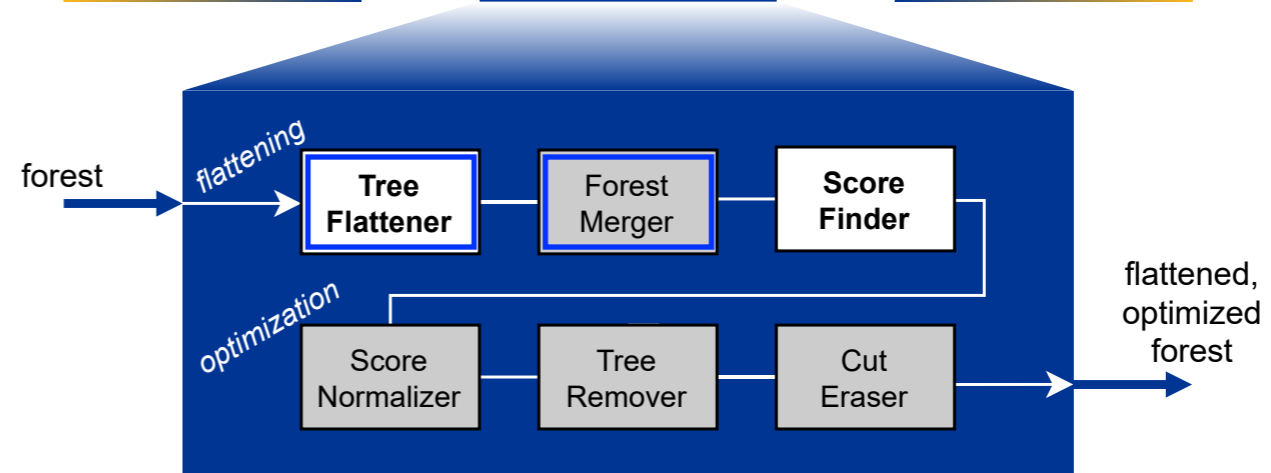 forest
flattening
Tree
Flattener
Forest
Merger
Score
Finder
optimization
Score
Normalizer
Tree
Remover
Cut
Eraser
flattened,
optimized
forest